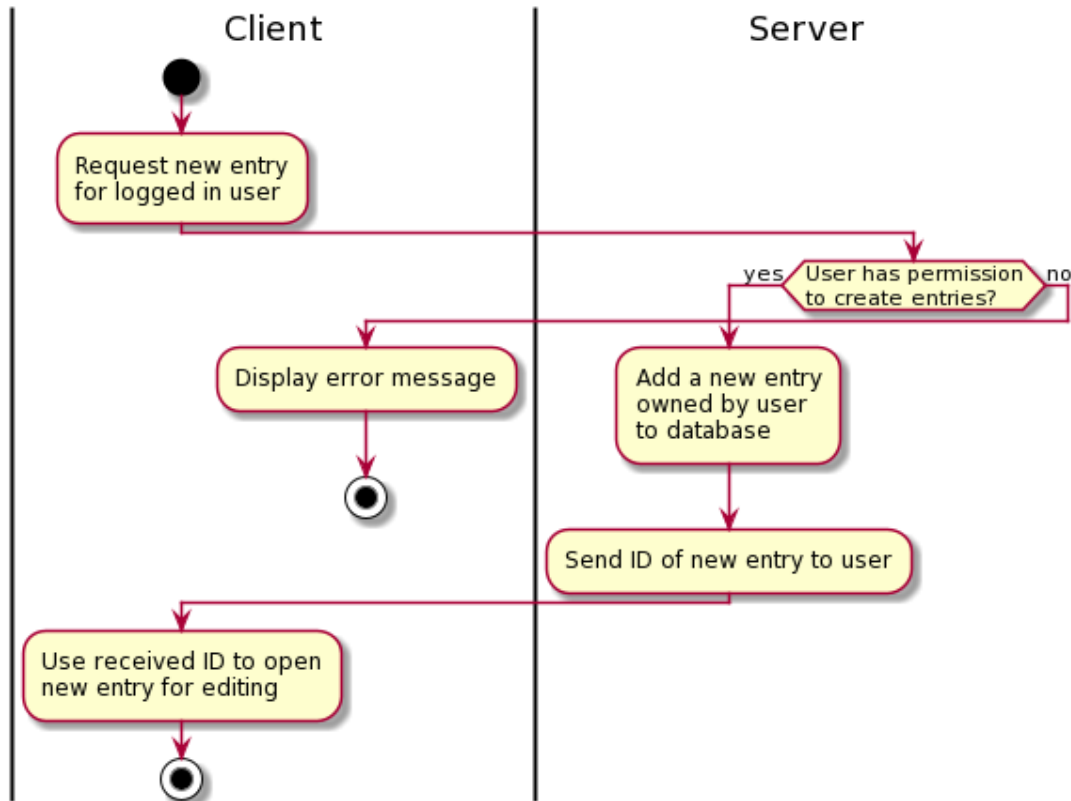 Client
Server
Request new entry
for logged in user
yes
User has permission
to create entries?
no
Display error message
Add a new entry
owned by user
to database
Send ID of new entry to user
Use received ID to open
new entry for editing